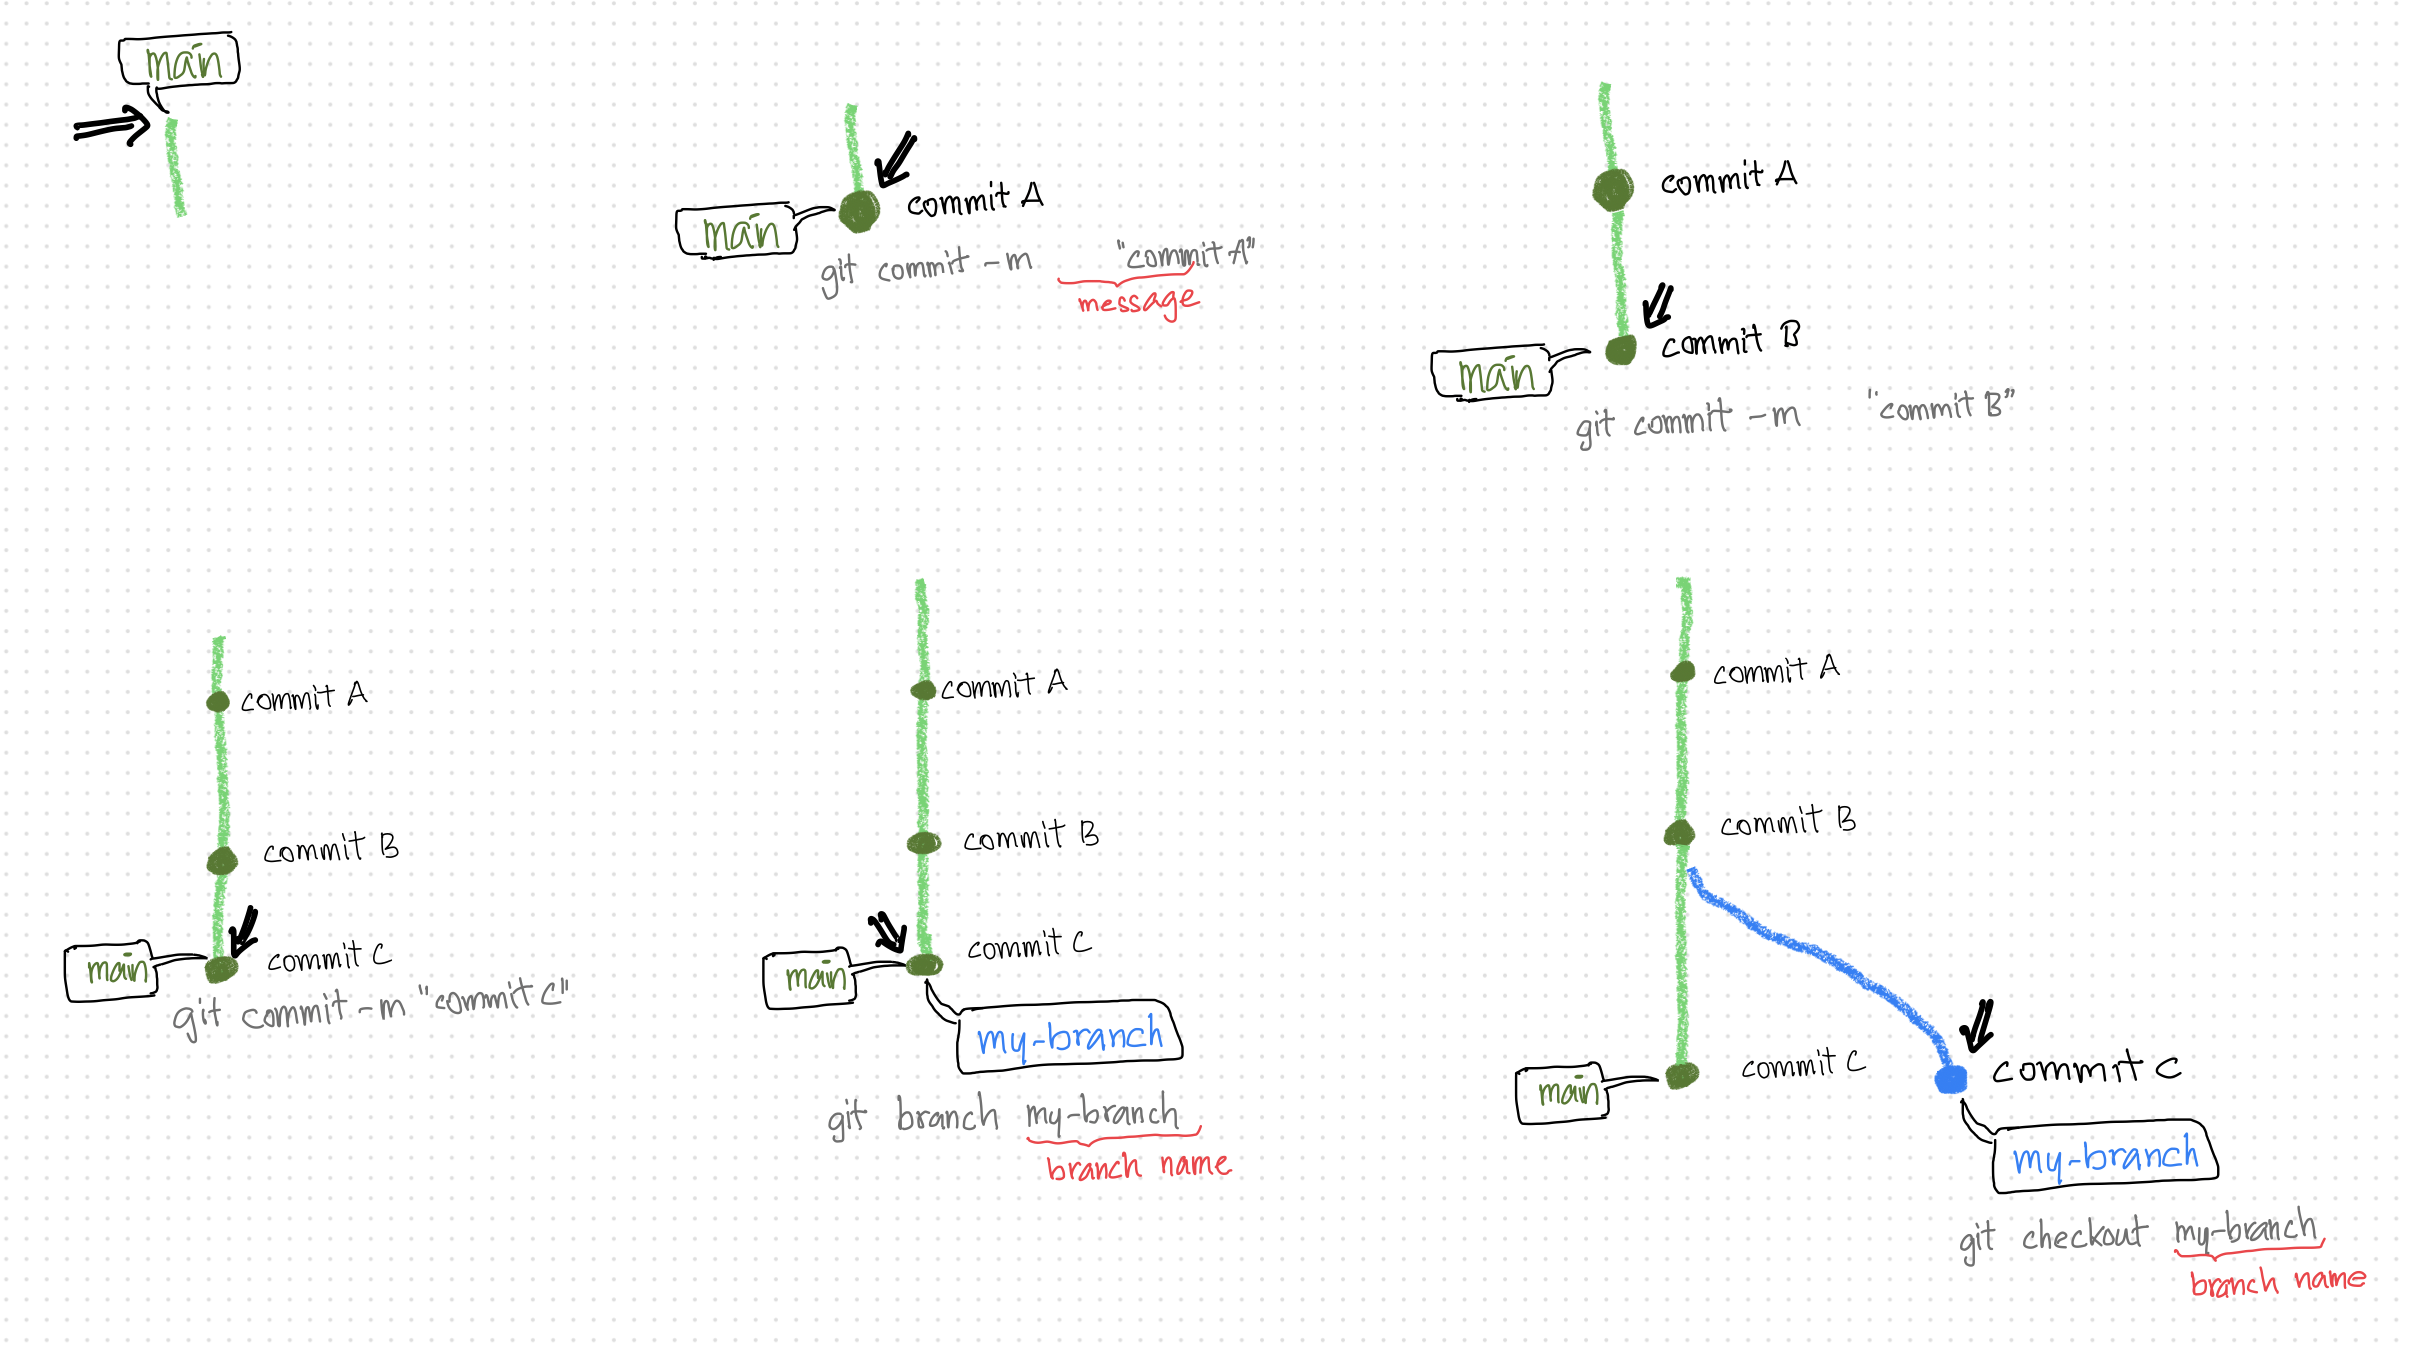 main
commit A
main
git commit -m "commit A"
message
commit A
commit B
main
git commit -m "commit B"
commit A
commit B
commit C
main
git commit -m "commit C"
commit A
commit B
commit C
main
my-branch
git branch my-branch
branch name
commit A
commit B
commit C
commit c
main
my-branch
git checkout my-branch
branch name